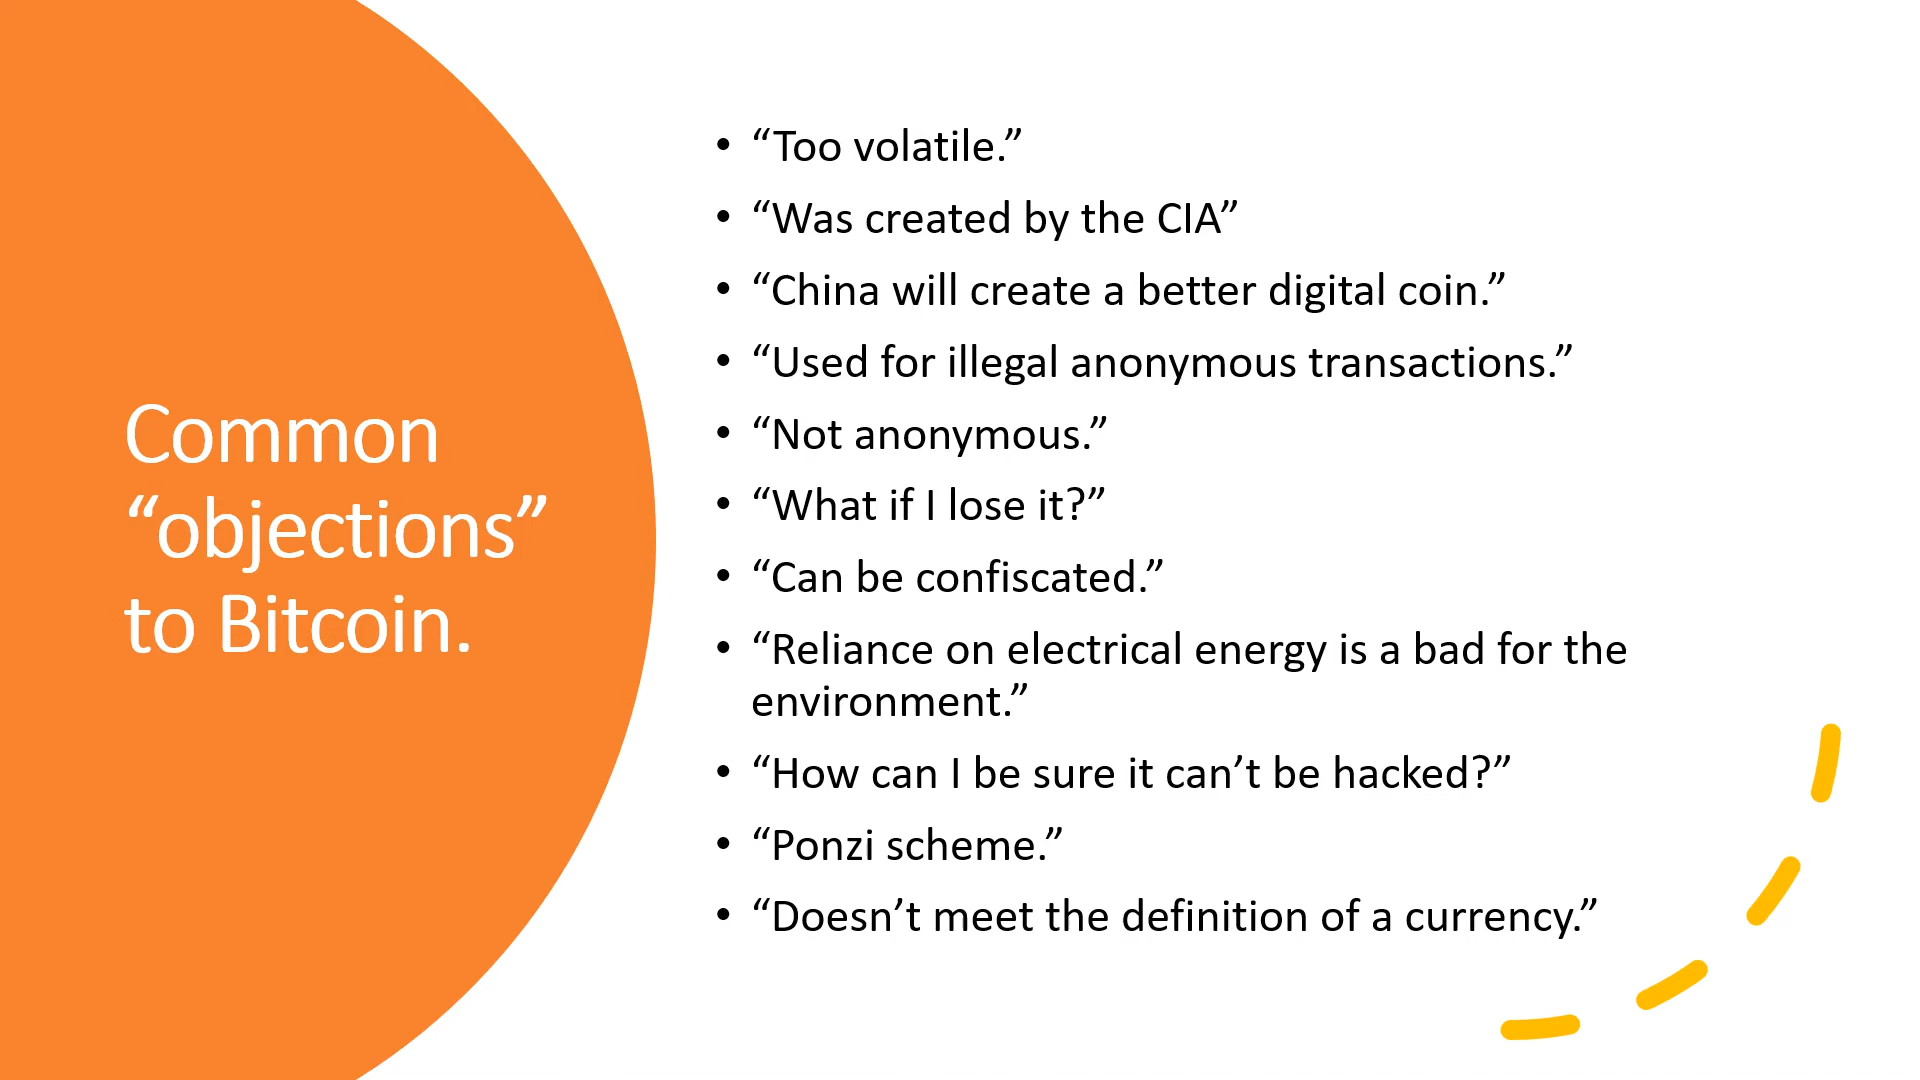 Common
“objections”
to Bitcoin.
• “Too volatile.”
• “Was created by the CIA”
• “China will create a better digital coin.”
• “Used for illegal anonymous transactions.”
• “Not anonymous.”
• “What if I lose it?”
• “Can be confiscated.”
• “Reliance on electrical energy is a bad for the
environment.”
• “How can I be sure it can’t be hacked?”
• “Ponzi scheme.”
• “Doesn’t meet the definition of a currency.”